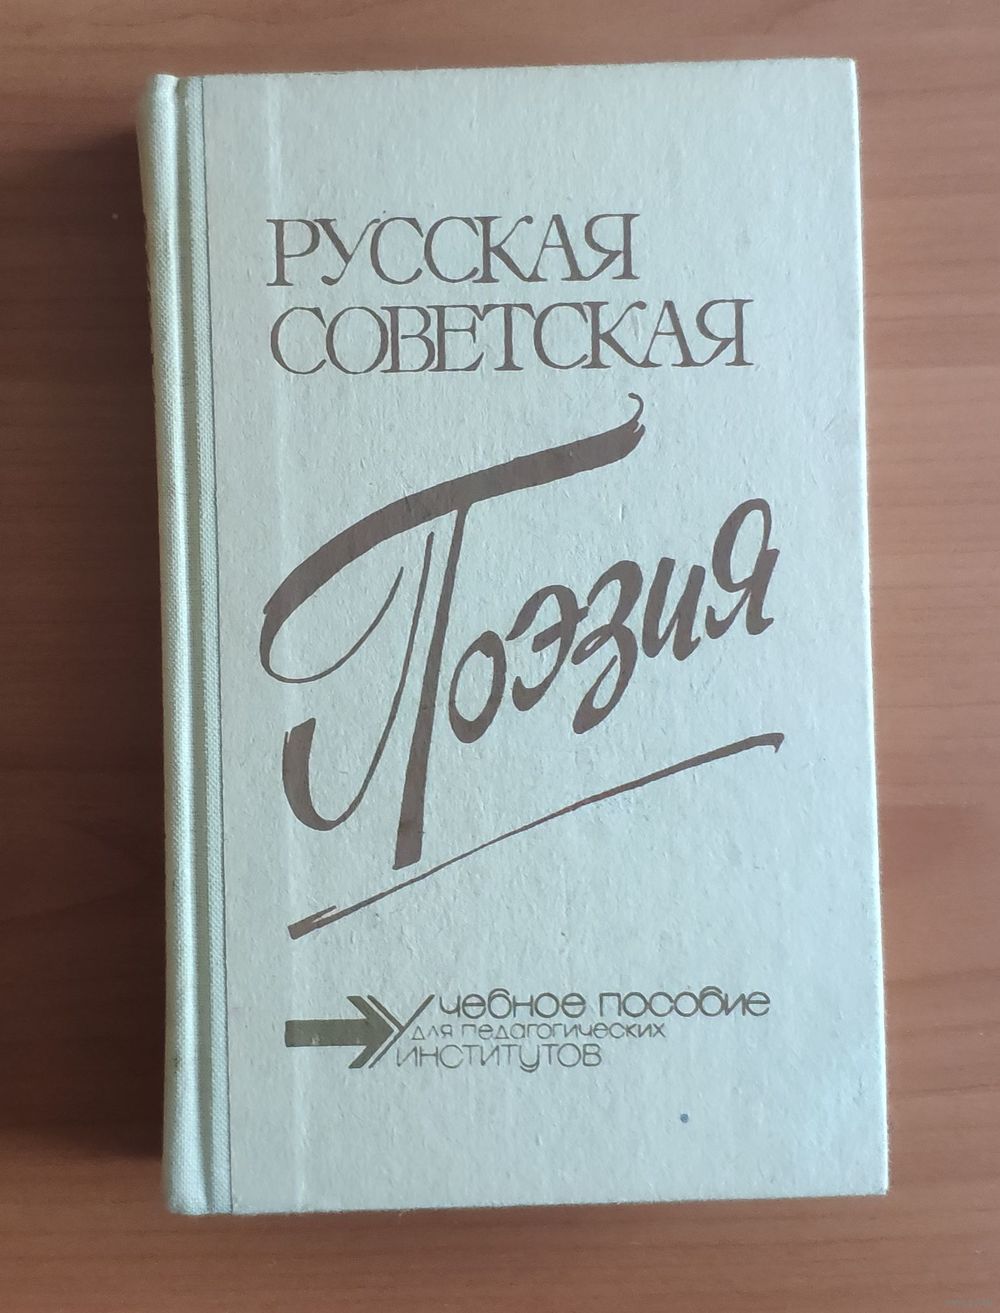 РУССКАЯ
СОВЕТСКАЯ
Поэзия
Учебное пособие
для педагогических
институтов